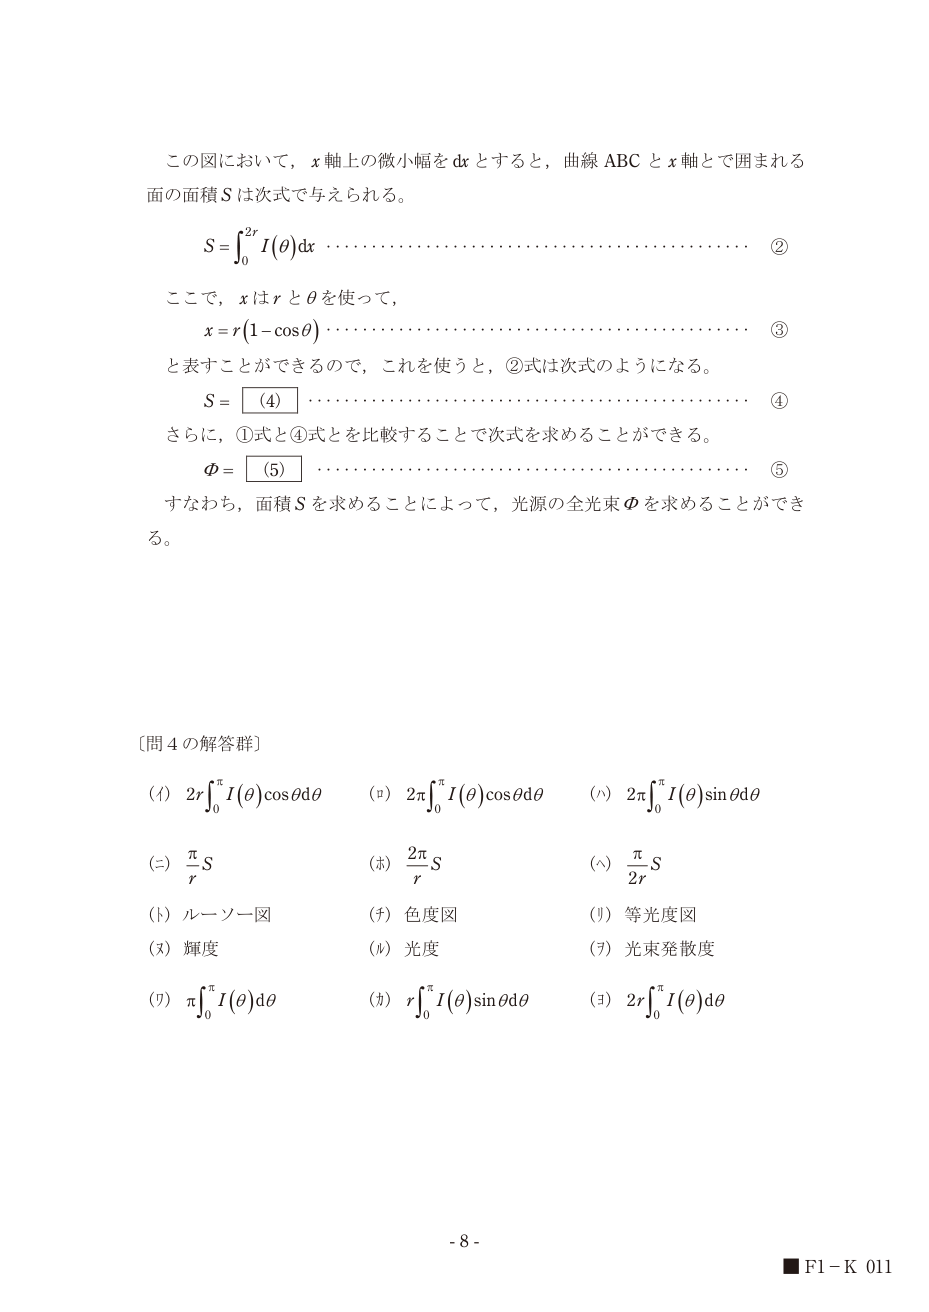 この図において，x 軸上の微小幅を dx とすると，曲線 ABC と x 軸とで囲まれる
面の面積 S は次式で与えられる。
S = ∫₀²ʳ I(θ)dx ··············································· ②
ここで，x は r と θ を使って，
x = r(1−cosθ) ··············································· ③
と表すことができるので，これを使うと，②式は次式のようになる。
S = (4) ················································· ④
さらに，①式と④式とを比較することで次式を求めることができる。
Φ = (5) ················································ ⑤
すなわち，面積 S を求めることによって，光源の全光束 Φ を求めることができ
る。
〔問４の解答群〕
(ｲ) 2r∫₀^π I(θ)cosθdθ (ﾛ) 2π∫₀^π I(θ)cosθdθ (ﾊ) 2π∫₀^π I(θ)sinθdθ
(ﾆ) π/r S (ﾎ) 2π/r S (ﾍ) π/2r S
(ﾄ) ルーソー図 (ﾁ) 色度図 (ﾘ) 等光度図
(ﾇ) 輝度 (ﾙ) 光度 (ｦ) 光束発散度
(ﾜ) π∫₀^π I(θ)dθ (ｶ) r∫₀^π I(θ)sinθdθ (ﾖ) 2r∫₀^π I(θ)dθ
- 8 -
■ F1－K 011